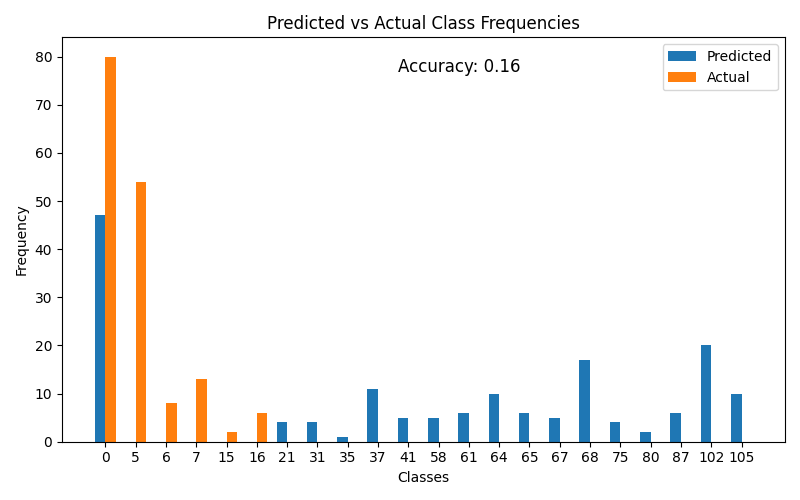 Predicted vs Actual Class Frequencies
Accuracy: 0.16
Predicted
Actual
Frequency
80
70
60
50
40
30
20
10
0
0 5 6 7 15 16 21 31 35 37 41 58 61 64 65 67 68 75 80 87 102 105
Classes